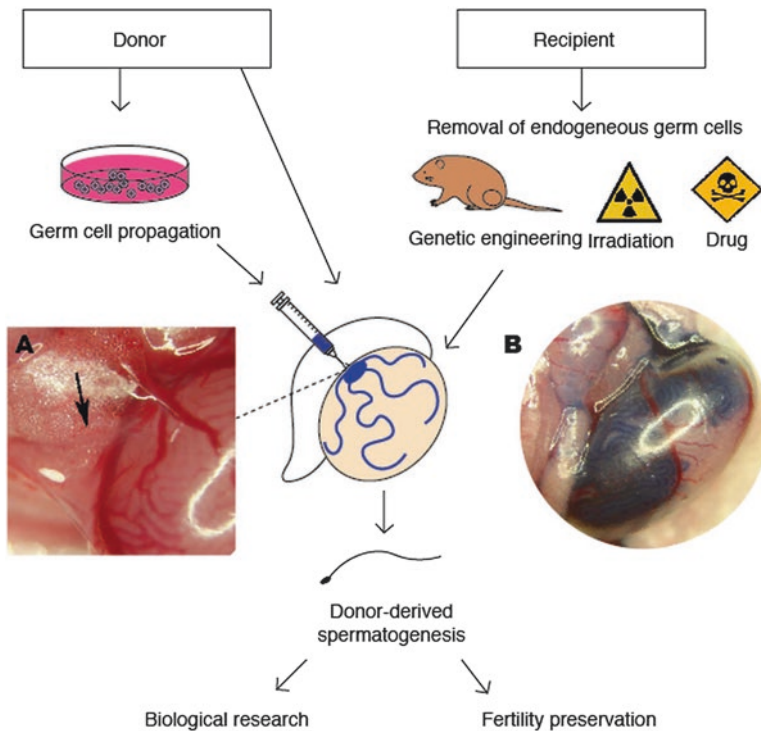 Donor
Recipient
Removal of endogeneous germ cells
Germ cell propagation
Genetic engineering
Irradiation
Drug
A
B
Donor-derived
spermatogenesis
Biological research
Fertility preservation